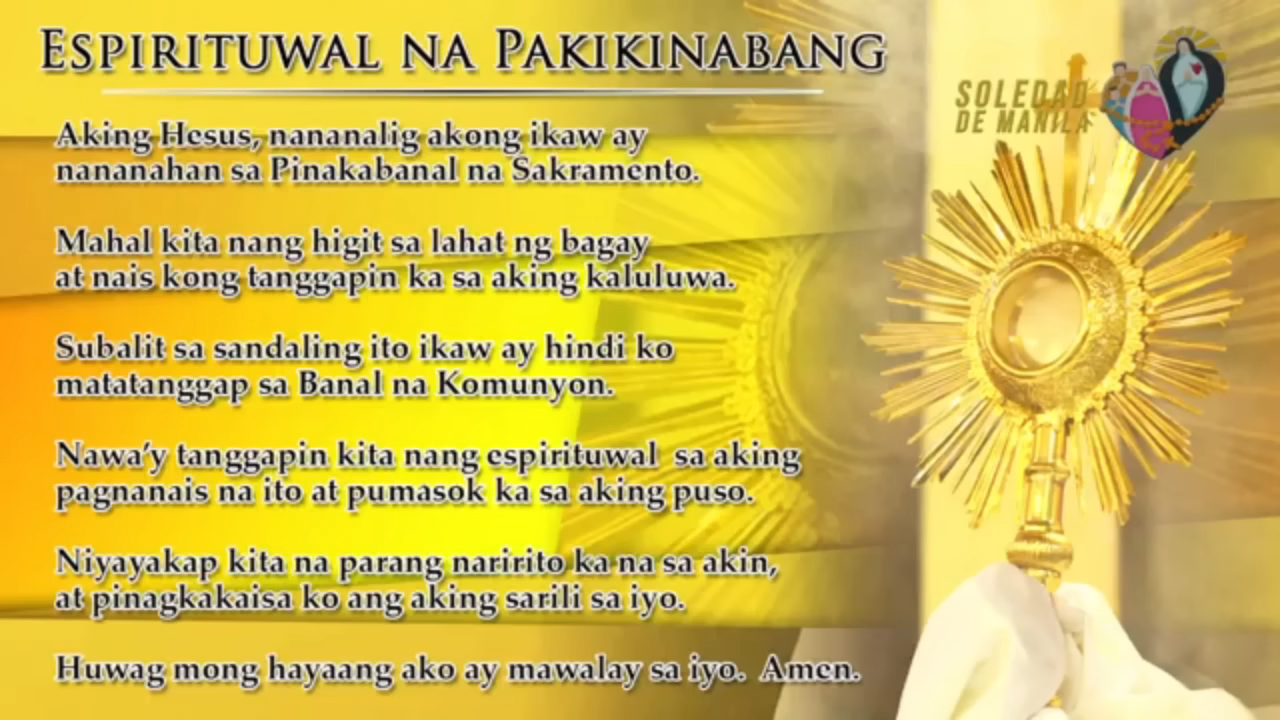 ESPIRITUWAL NA PAKIKINABANG
SOLEDAD
DE MANILA
Aking Hesus, nananalig akong ikaw ay
nananahan sa Pinakabanal na Sakramento.
Mahal kita nang higit sa lahat ng bagay
at nais kong tanggapin ka sa aking kaluluwa.
Subalit sa sandaling ito ikaw ay hindi ko
matatanggap sa Banal na Komunyon.
Nawa'y tanggapin kita nang espirituwal sa aking
pagnanais na ito at pumasok ka sa aking puso.
Niyayakap kita na parang naririto ka na sa akin,
at pinagkakaisa ko ang aking sarili sa iyo.
Huwag mong hayaang ako ay mawalay sa iyo. Amen.